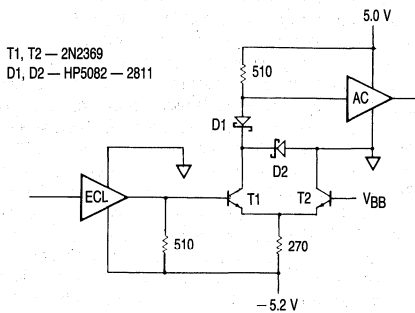 5.0 V
T1, T2 — 2N2369
D1, D2 — HP5082 — 2811
510
AC
D1
D2
ECL
T1
T2
VBB
510
270
– 5.2 V